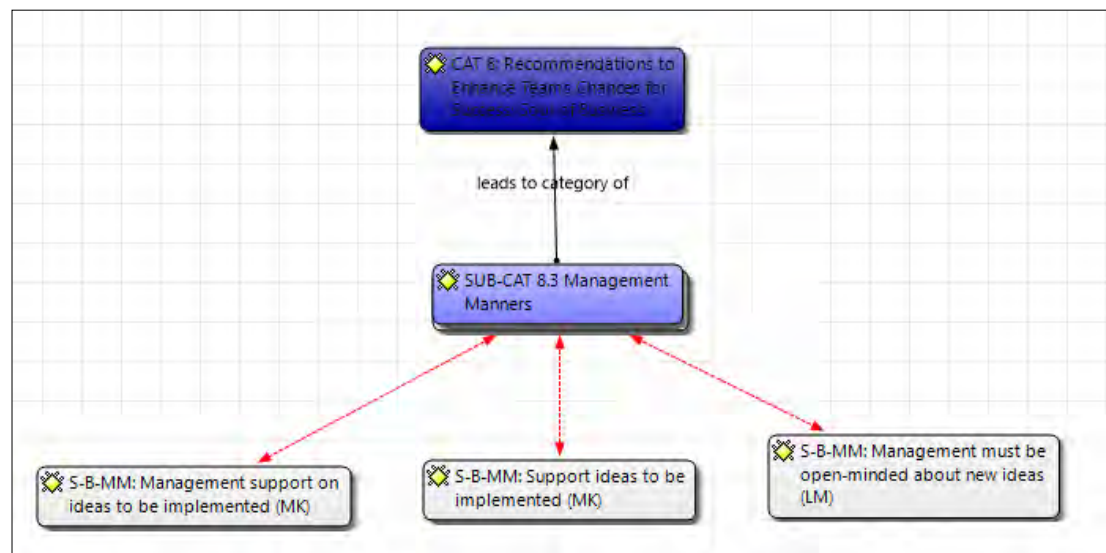 CAT 8: Recommendations to
Enhance Teams Chances for
leads to category of
SUB-CAT 8.3 Management
Manners
S-B-MM: Management support on
ideas to be implemented (MK)
S-B-MM: Support ideas to be
implemented (MK)
S-B-MM: Management must be
open-minded about new ideas
(LM)